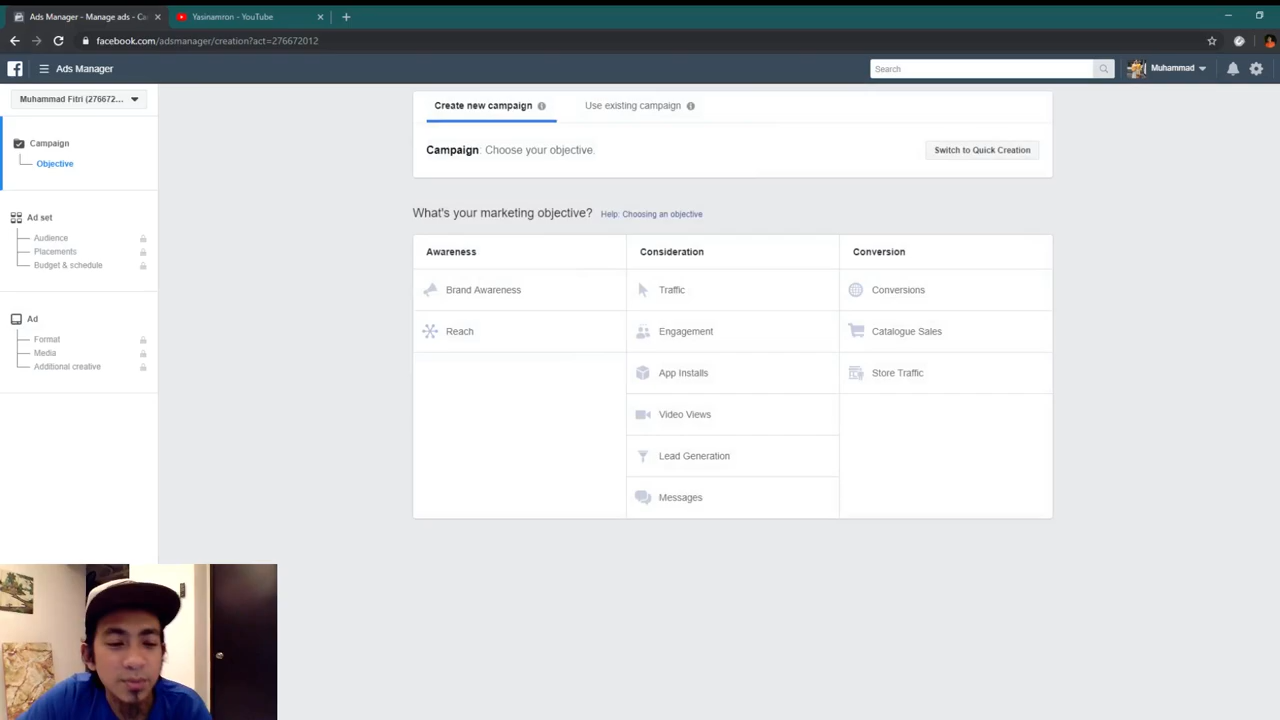 Ads Manager - Manage ads - Ca
Yasinamron - YouTube
facebook.com/adsmanager/creation?act=276672012
Ads Manager
Search
Muhammad
Muhammad Fitri (276672...
Campaign
Objective
Ad set
Audience
Placements
Budget & schedule
Ad
Format
Media
Additional creative
Create new campaign
Use existing campaign
Campaign: Choose your objective.
Switch to Quick Creation
What's your marketing objective? Help: Choosing an objective
Awareness
Consideration
Conversion
Brand Awareness
Traffic
Conversions
Reach
Engagement
Catalogue Sales
App Installs
Store Traffic
Video Views
Lead Generation
Messages